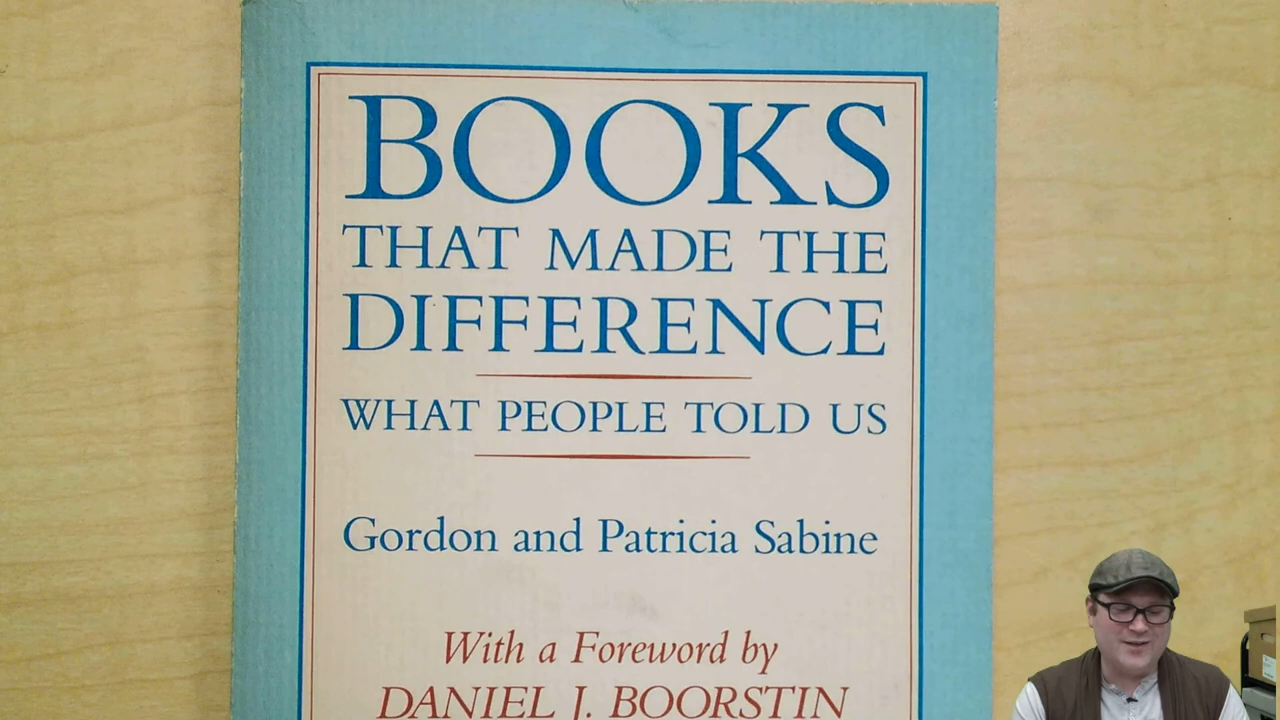 BOOKS
THAT MADE THE
DIFFERENCE
WHAT PEOPLE TOLD US
Gordon and Patricia Sabine
With a Foreword by
DANIEL J. BOORSTIN